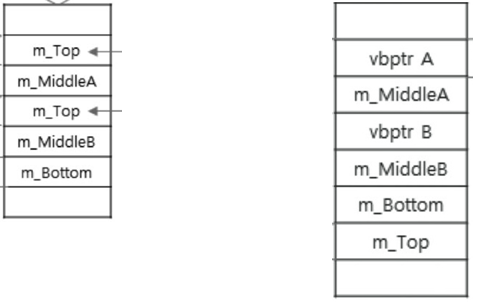 m_Top
m_MiddleA
m_Top
m_MiddleB
m_Bottom
vbptr A
m_MiddleA
vbptr B
m_MiddleB
m_Bottom
m_Top